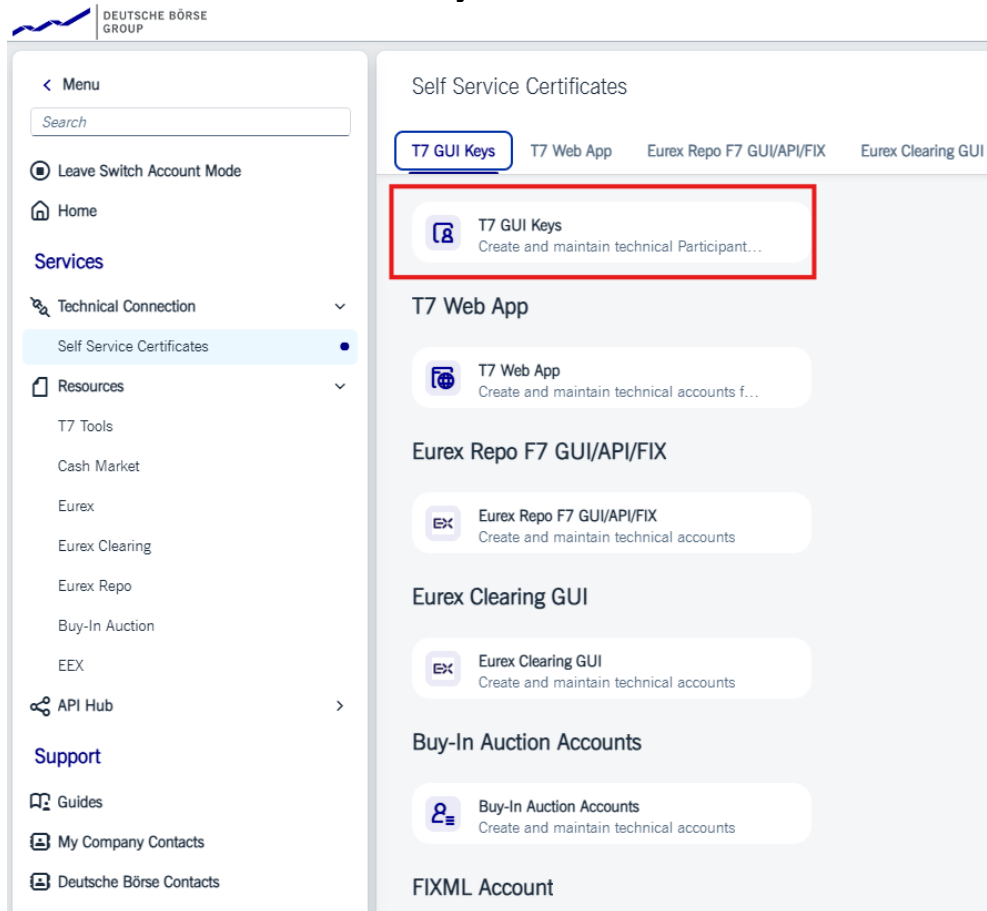 DEUTSCHE BÖRSE
GROUP
Menu
Search
Leave Switch Account Mode
Home
Services
Technical Connection
Self Service Certificates
Resources
T7 Tools
Cash Market
Eurex
Eurex Clearing
Eurex Repo
Buy-In Auction
EEX
API Hub
Support
Guides
My Company Contacts
Deutsche Börse Contacts
Self Service Certificates
T7 GUI Keys T7 Web App Eurex Repo F7 GUI/API/FIX Eurex Clearing GUI
T7 GUI Keys
Create and maintain technical Participant...
T7 Web App
T7 Web App
Create and maintain technical accounts f...
Eurex Repo F7 GUI/API/FIX
EX Eurex Repo F7 GUI/API/FIX
Create and maintain technical accounts
Eurex Clearing GUI
EX Eurex Clearing GUI
Create and maintain technical accounts
Buy-In Auction Accounts
Buy-In Auction Accounts
Create and maintain technical accounts
FIXML Account